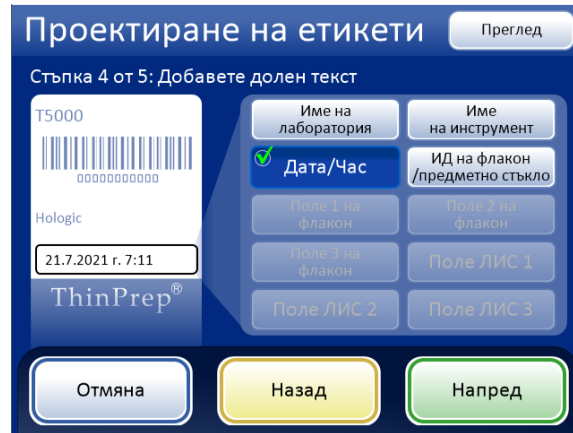 Проектиране на етикети
Преглед
Стъпка 4 от 5: Добавете долен текст
T5000
00000000000
Hologic
21.7.2021 г. 7:11
ThinPrep®
Име на
лаборатория
Име
на инструмент
Дата/Час
ИД на флакон
/предметно стъкло
Поле 1 на
флакон
Поле 2 на
флакон
Поле 3 на
флакон
Поле ЛИС 1
Поле ЛИС 2
Поле ЛИС 3
Отмяна
Назад
Напред